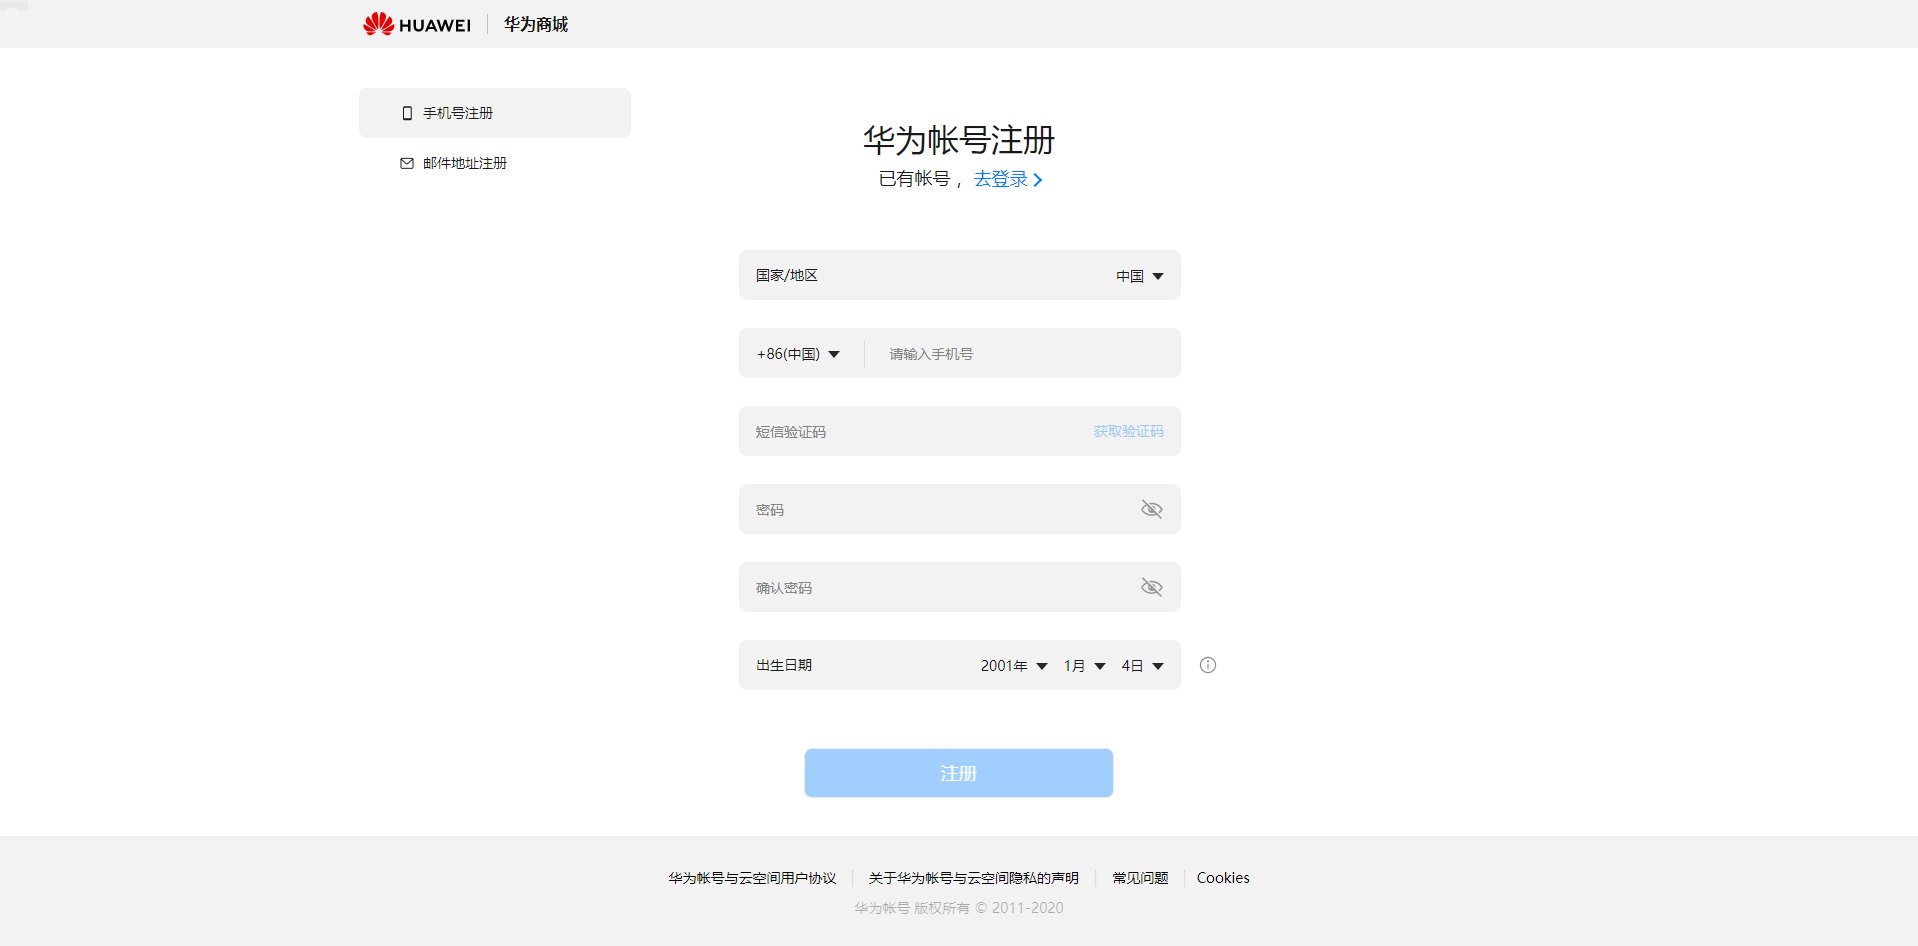 HUAWEI 华为商城
手机号注册
邮件地址注册
华为帐号注册
已有帐号 ， 去登录
国家/地区 中国
+86(中国) 请输入手机号
短信验证码 获取验证码
密码
确认密码
出生日期 2001年 1月 4日
注册
华为帐号与云空间用户协议 关于华为帐号与云空间隐私的声明 常见问题 Cookies
华为帐号 版权所有 © 2011-2020